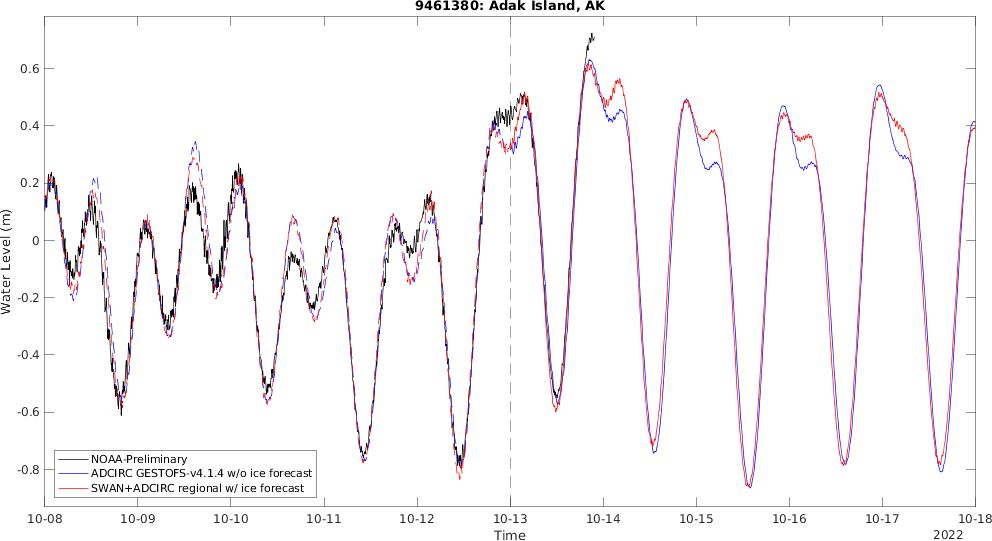 9461380: Adak Island, AK
Water Level (m)
0.6
0.4
0.2
0
-0.2
-0.4
-0.6
-0.8
NOAA-Preliminary
ADCIRC GESTOFS-v4.1.4 w/o ice forecast
SWAN+ADCIRC regional w/ ice forecast
10-08 10-09 10-10 10-11 10-12 10-13 10-14 10-15 10-16 10-17 10-18
Time
2022